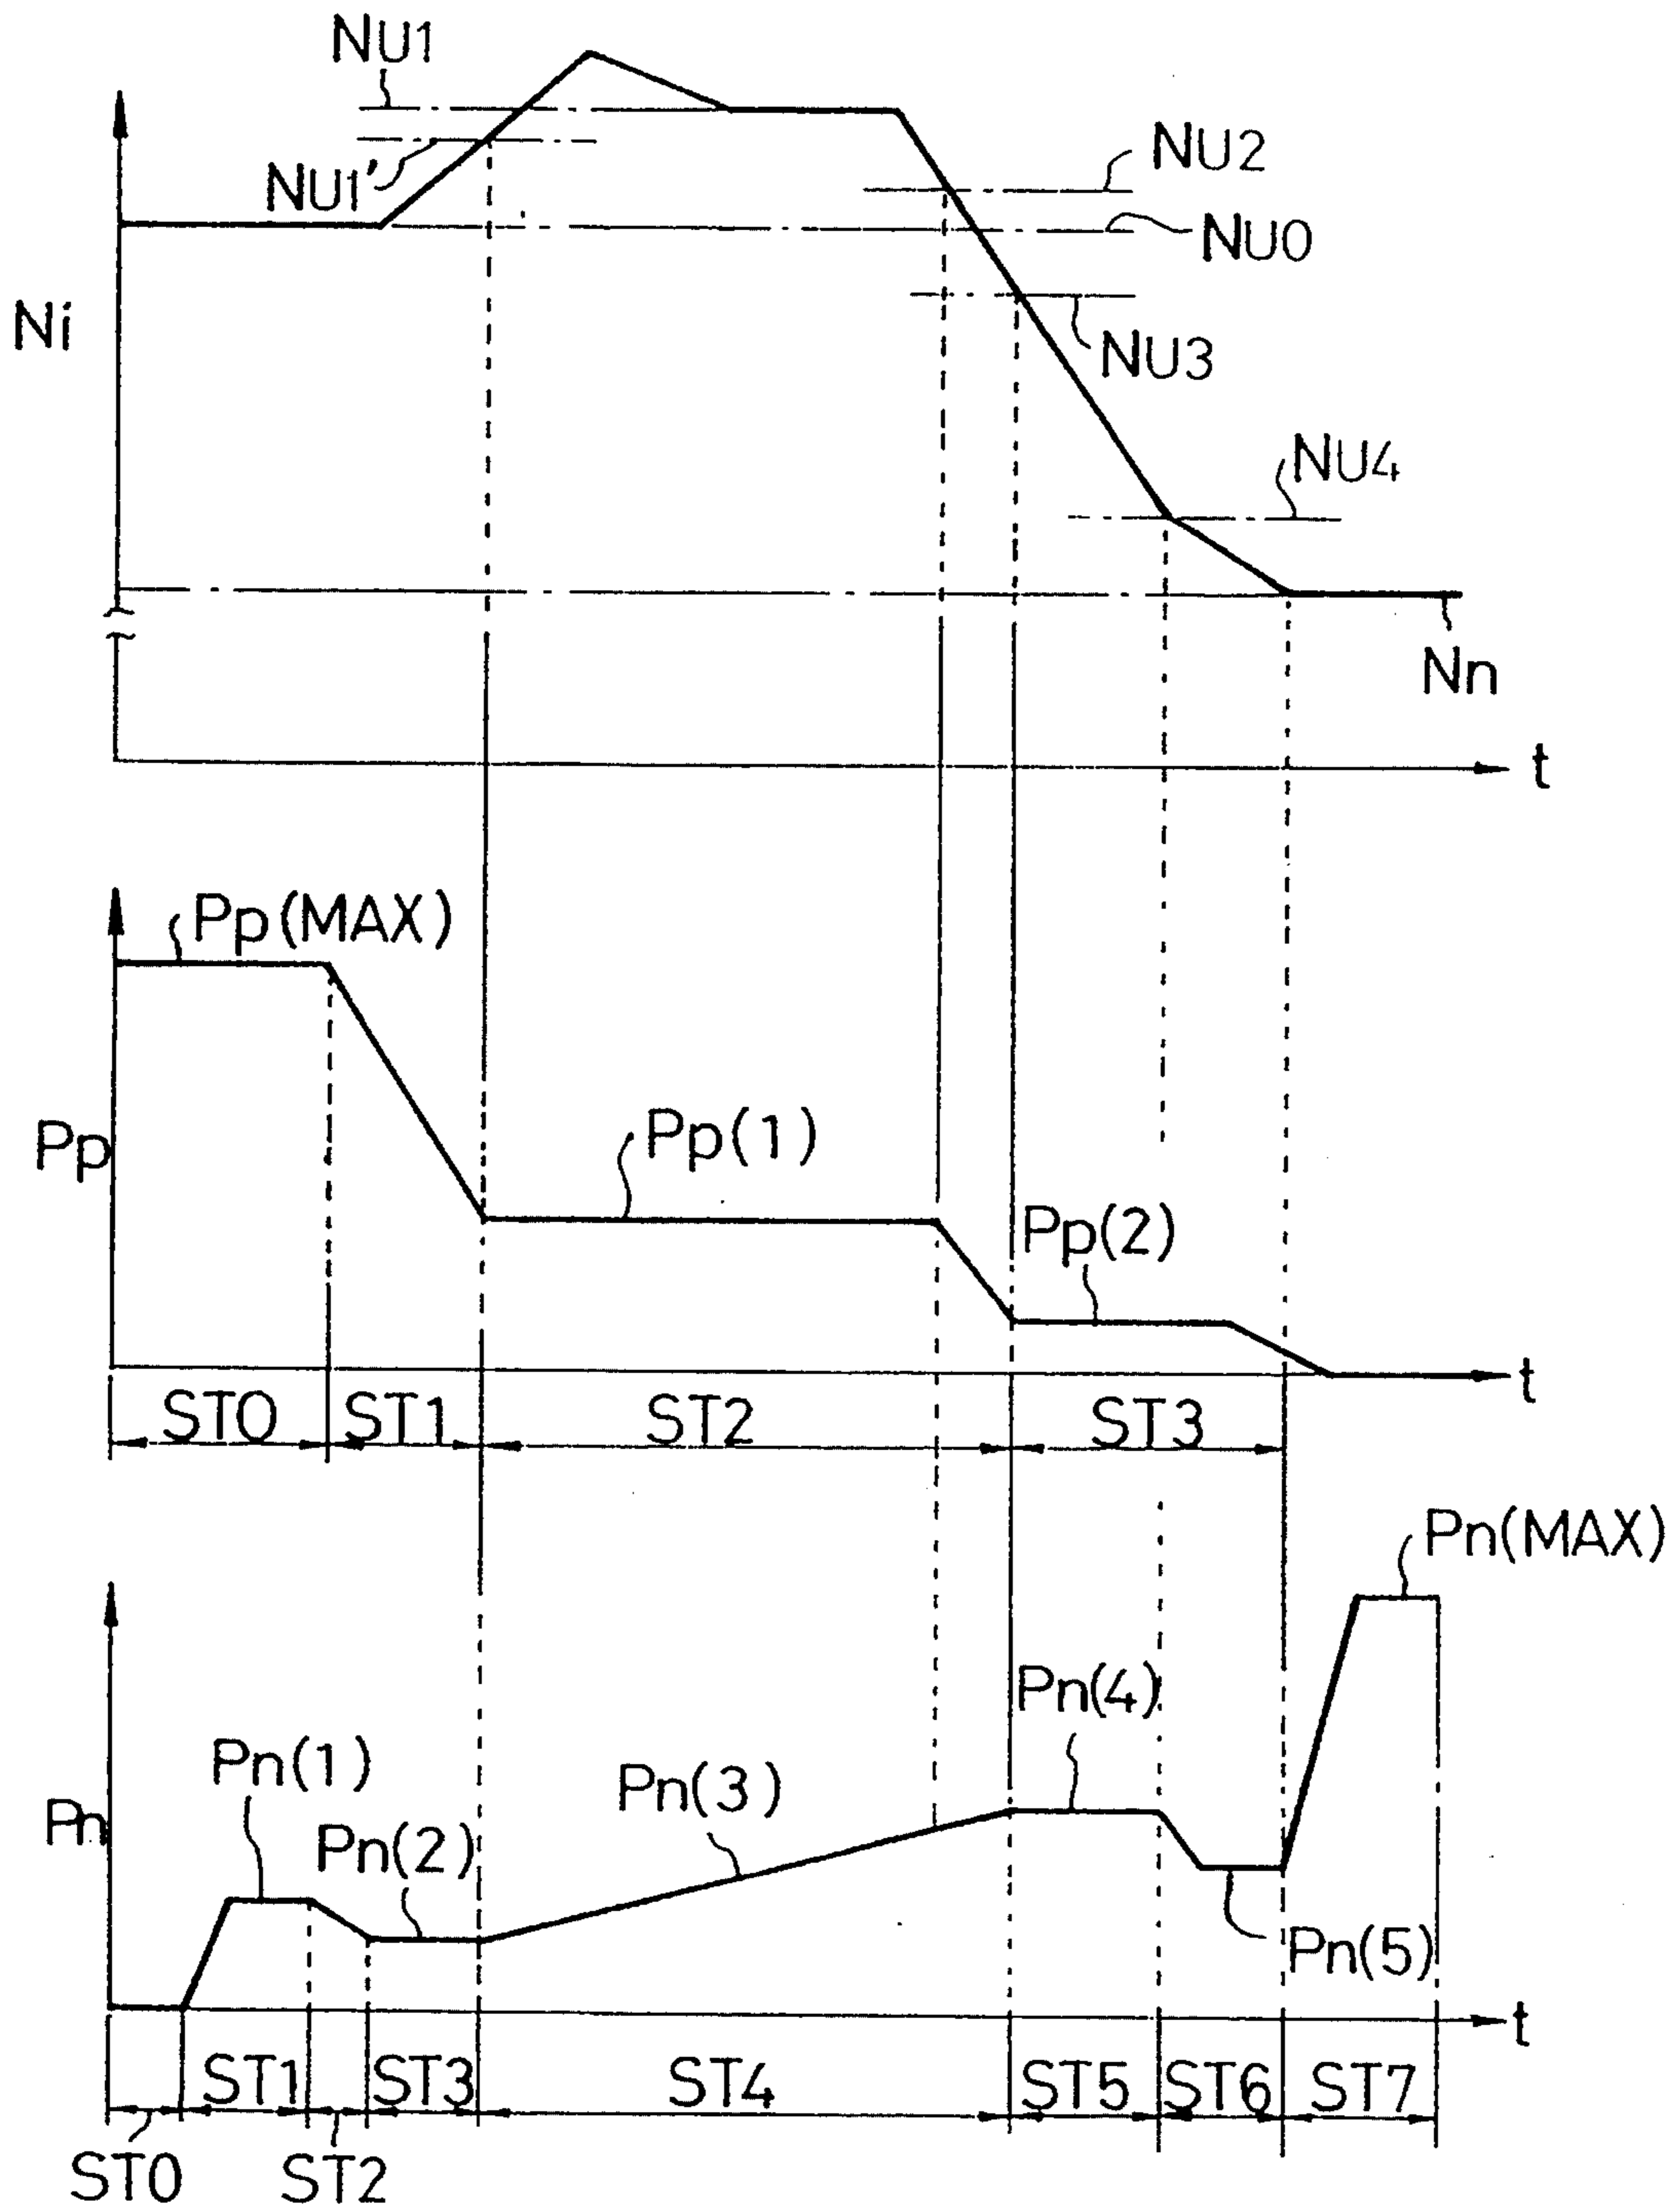 NU1
NU1'
NU2
NU0
Ni
NU3
NU4
Nn
t
Pp(MAX)
Pp
Pp(1)
Pp(2)
t
ST0 ST1 ST2 ST3
Pn(MAX)
Pn(4)
Pn(1)
Pn(3)
Pn
Pn(2)
Pn(5)
t
ST1 ST3 ST4 ST5 ST6 ST7
ST0 ST2